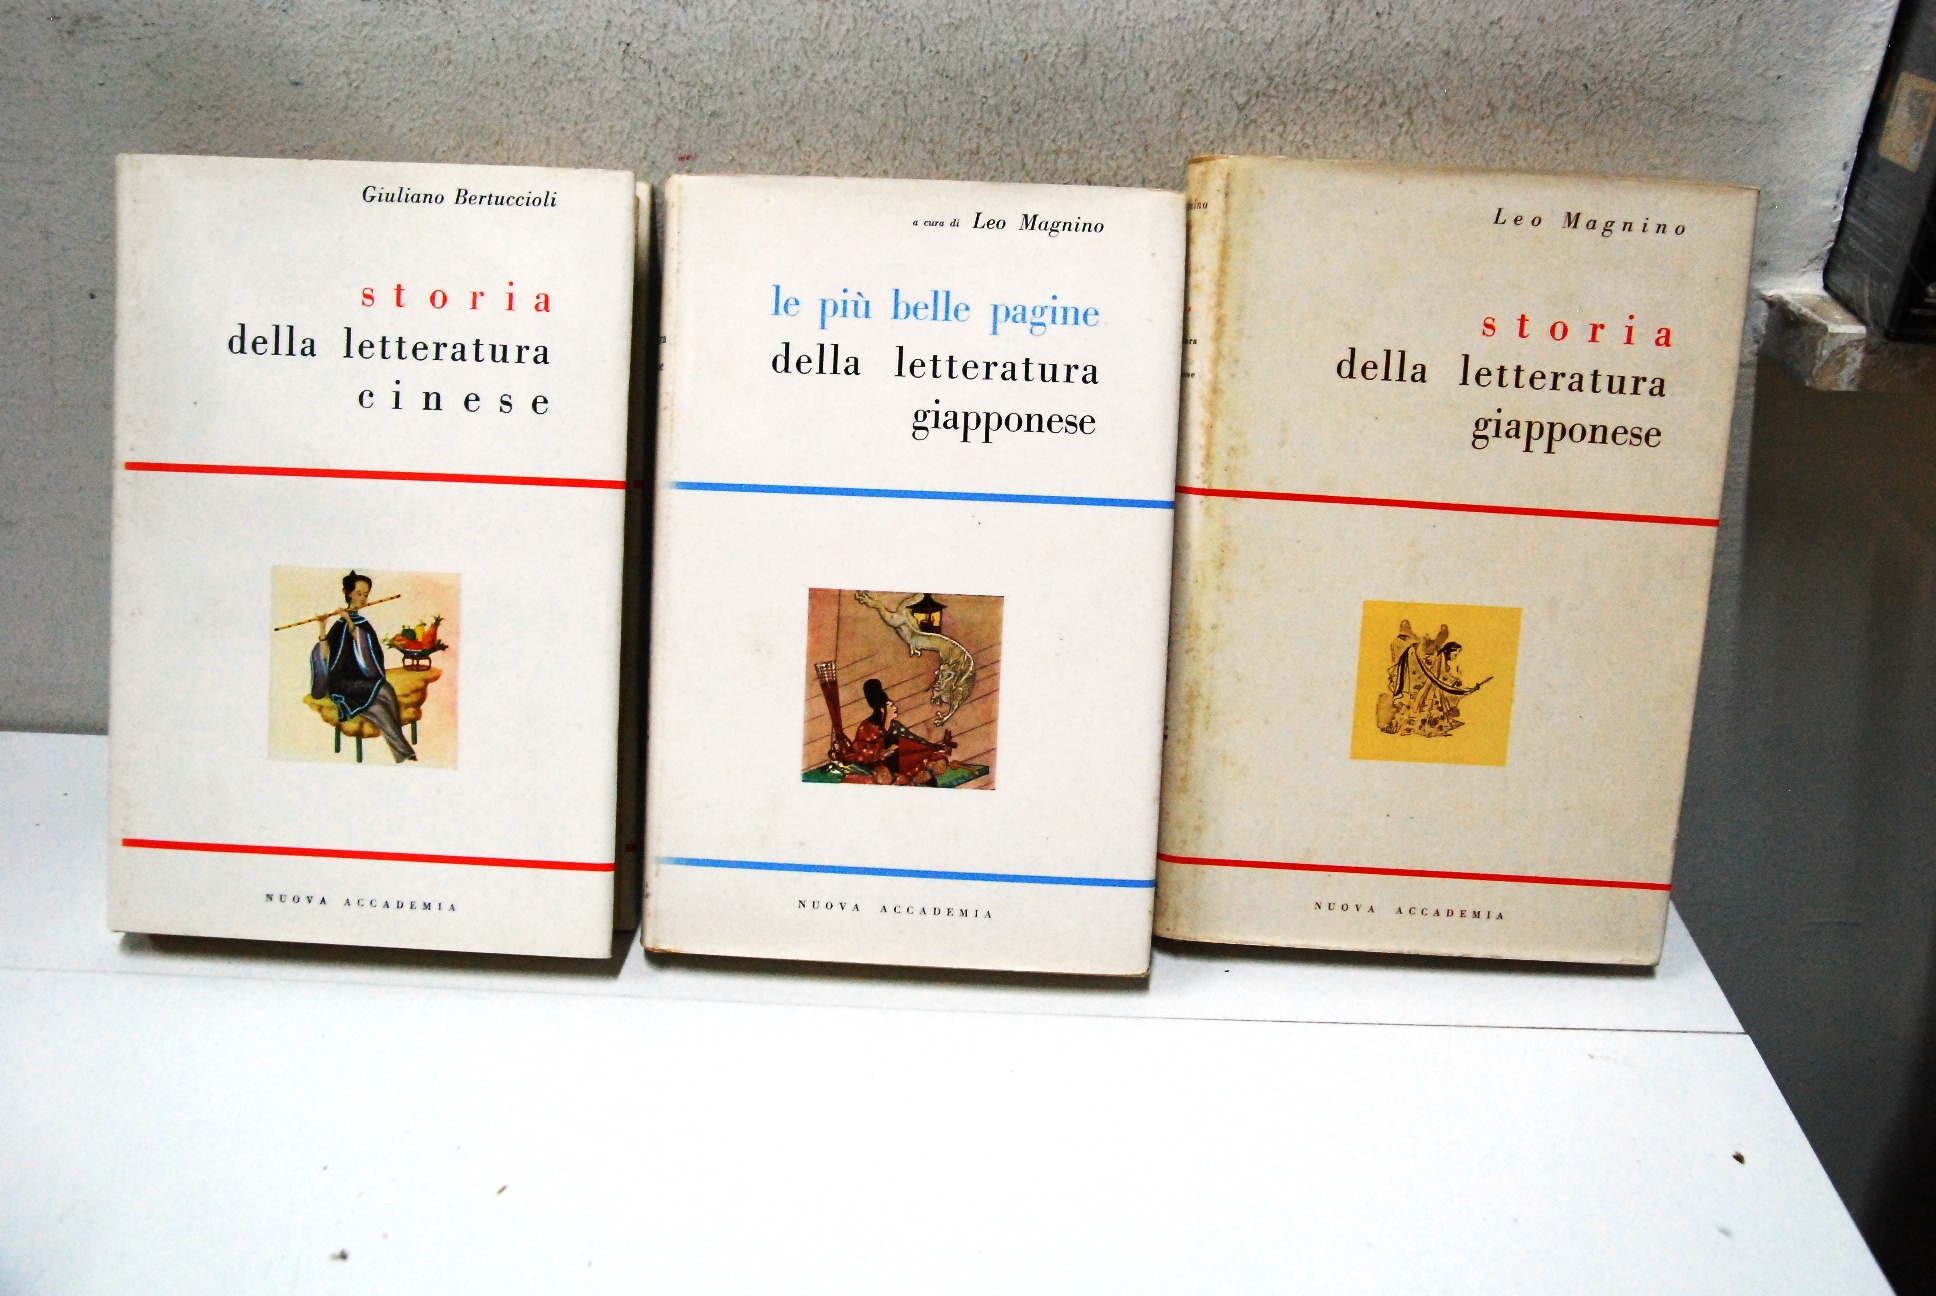 Giuliano Bertuccioli
storia
della letteratura
cinese
NUOVA ACCADEMIA
a cura di Leo Magnino
le più belle pagine
della letteratura
giapponese
NUOVA ACCADEMIA
Leo Magnino
storia
della letteratura
giapponese
NUOVA ACCADEMIA